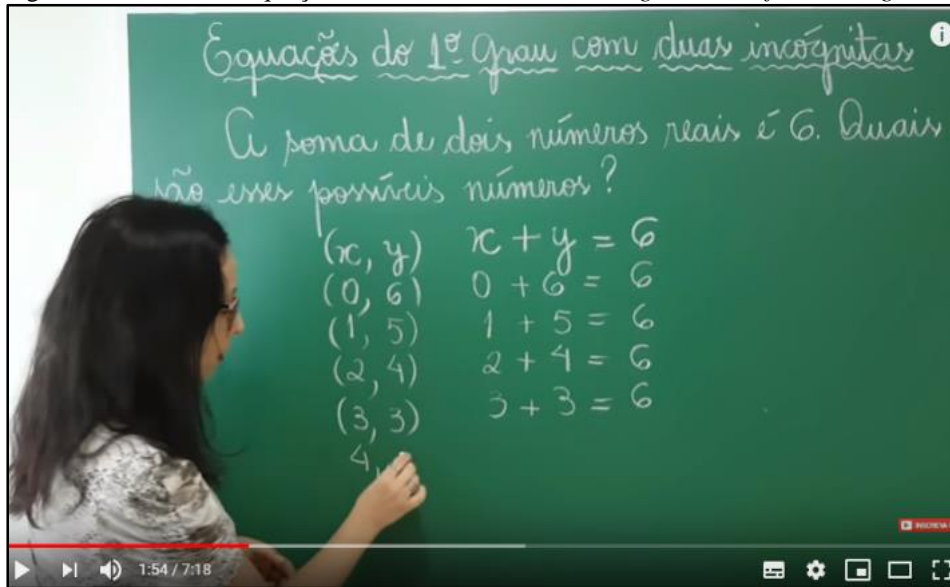 Equações do 1º Grau com duas incógnitas
A soma de dois números reais é 6. Quais
são esses possíveis números?
(x, y) x + y = 6
(0, 6) 0 + 6 = 6
(1, 5) 1 + 5 = 6
(2, 4) 2 + 4 = 6
(3, 3) 3 + 3 = 6
4,
1:54 / 7:18